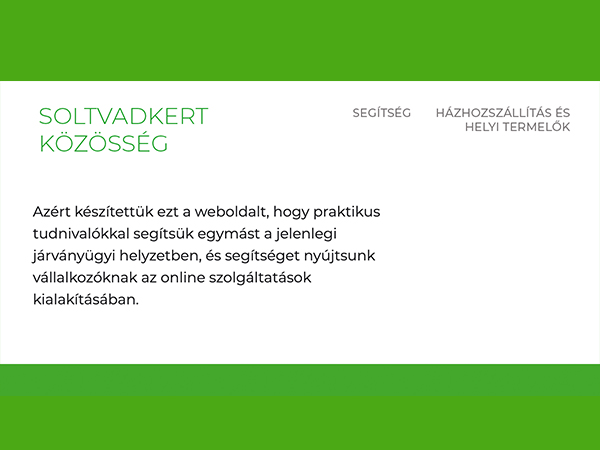 SOLTVADKERT
KÖZÖSSÉG
SEGÍTSÉG
HÁZHOZSZÁLLÍTÁS ÉS
HELYI TERMELŐK
Azért készítettük ezt a weboldalt, hogy praktikus
tudnivalókkal segítsük egymást a jelenlegi
járványügyi helyzetben, és segítséget nyújtsunk
vállalkozóknak az online szolgáltatások
kialakításában.